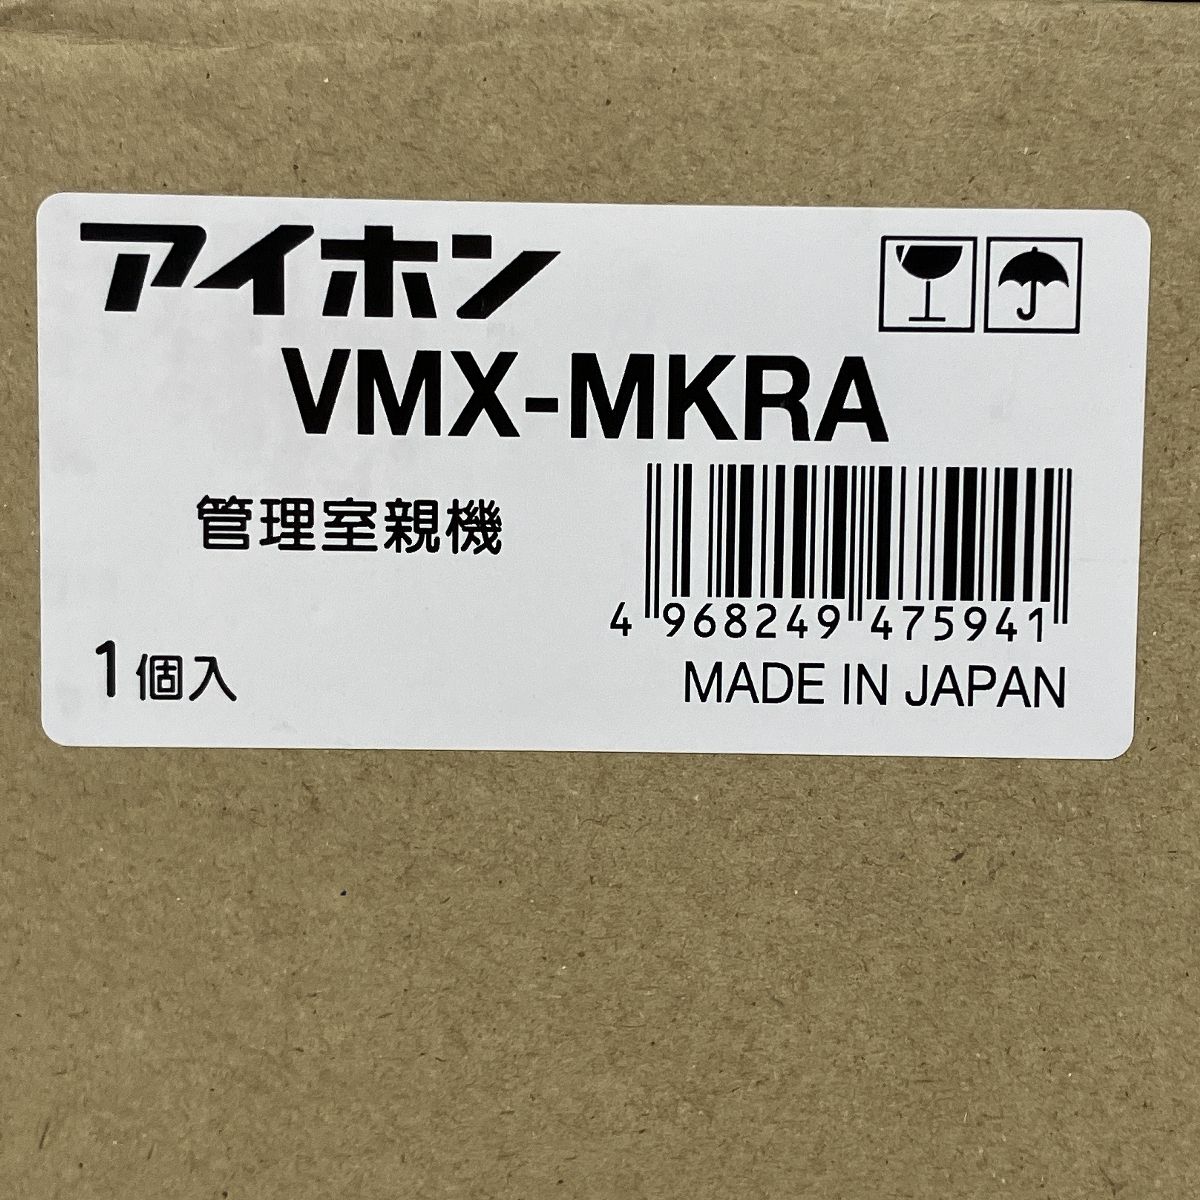 アイホン
VMX-MKRA
管理室親機
4 968249 475941
1個入
MADE IN JAPAN